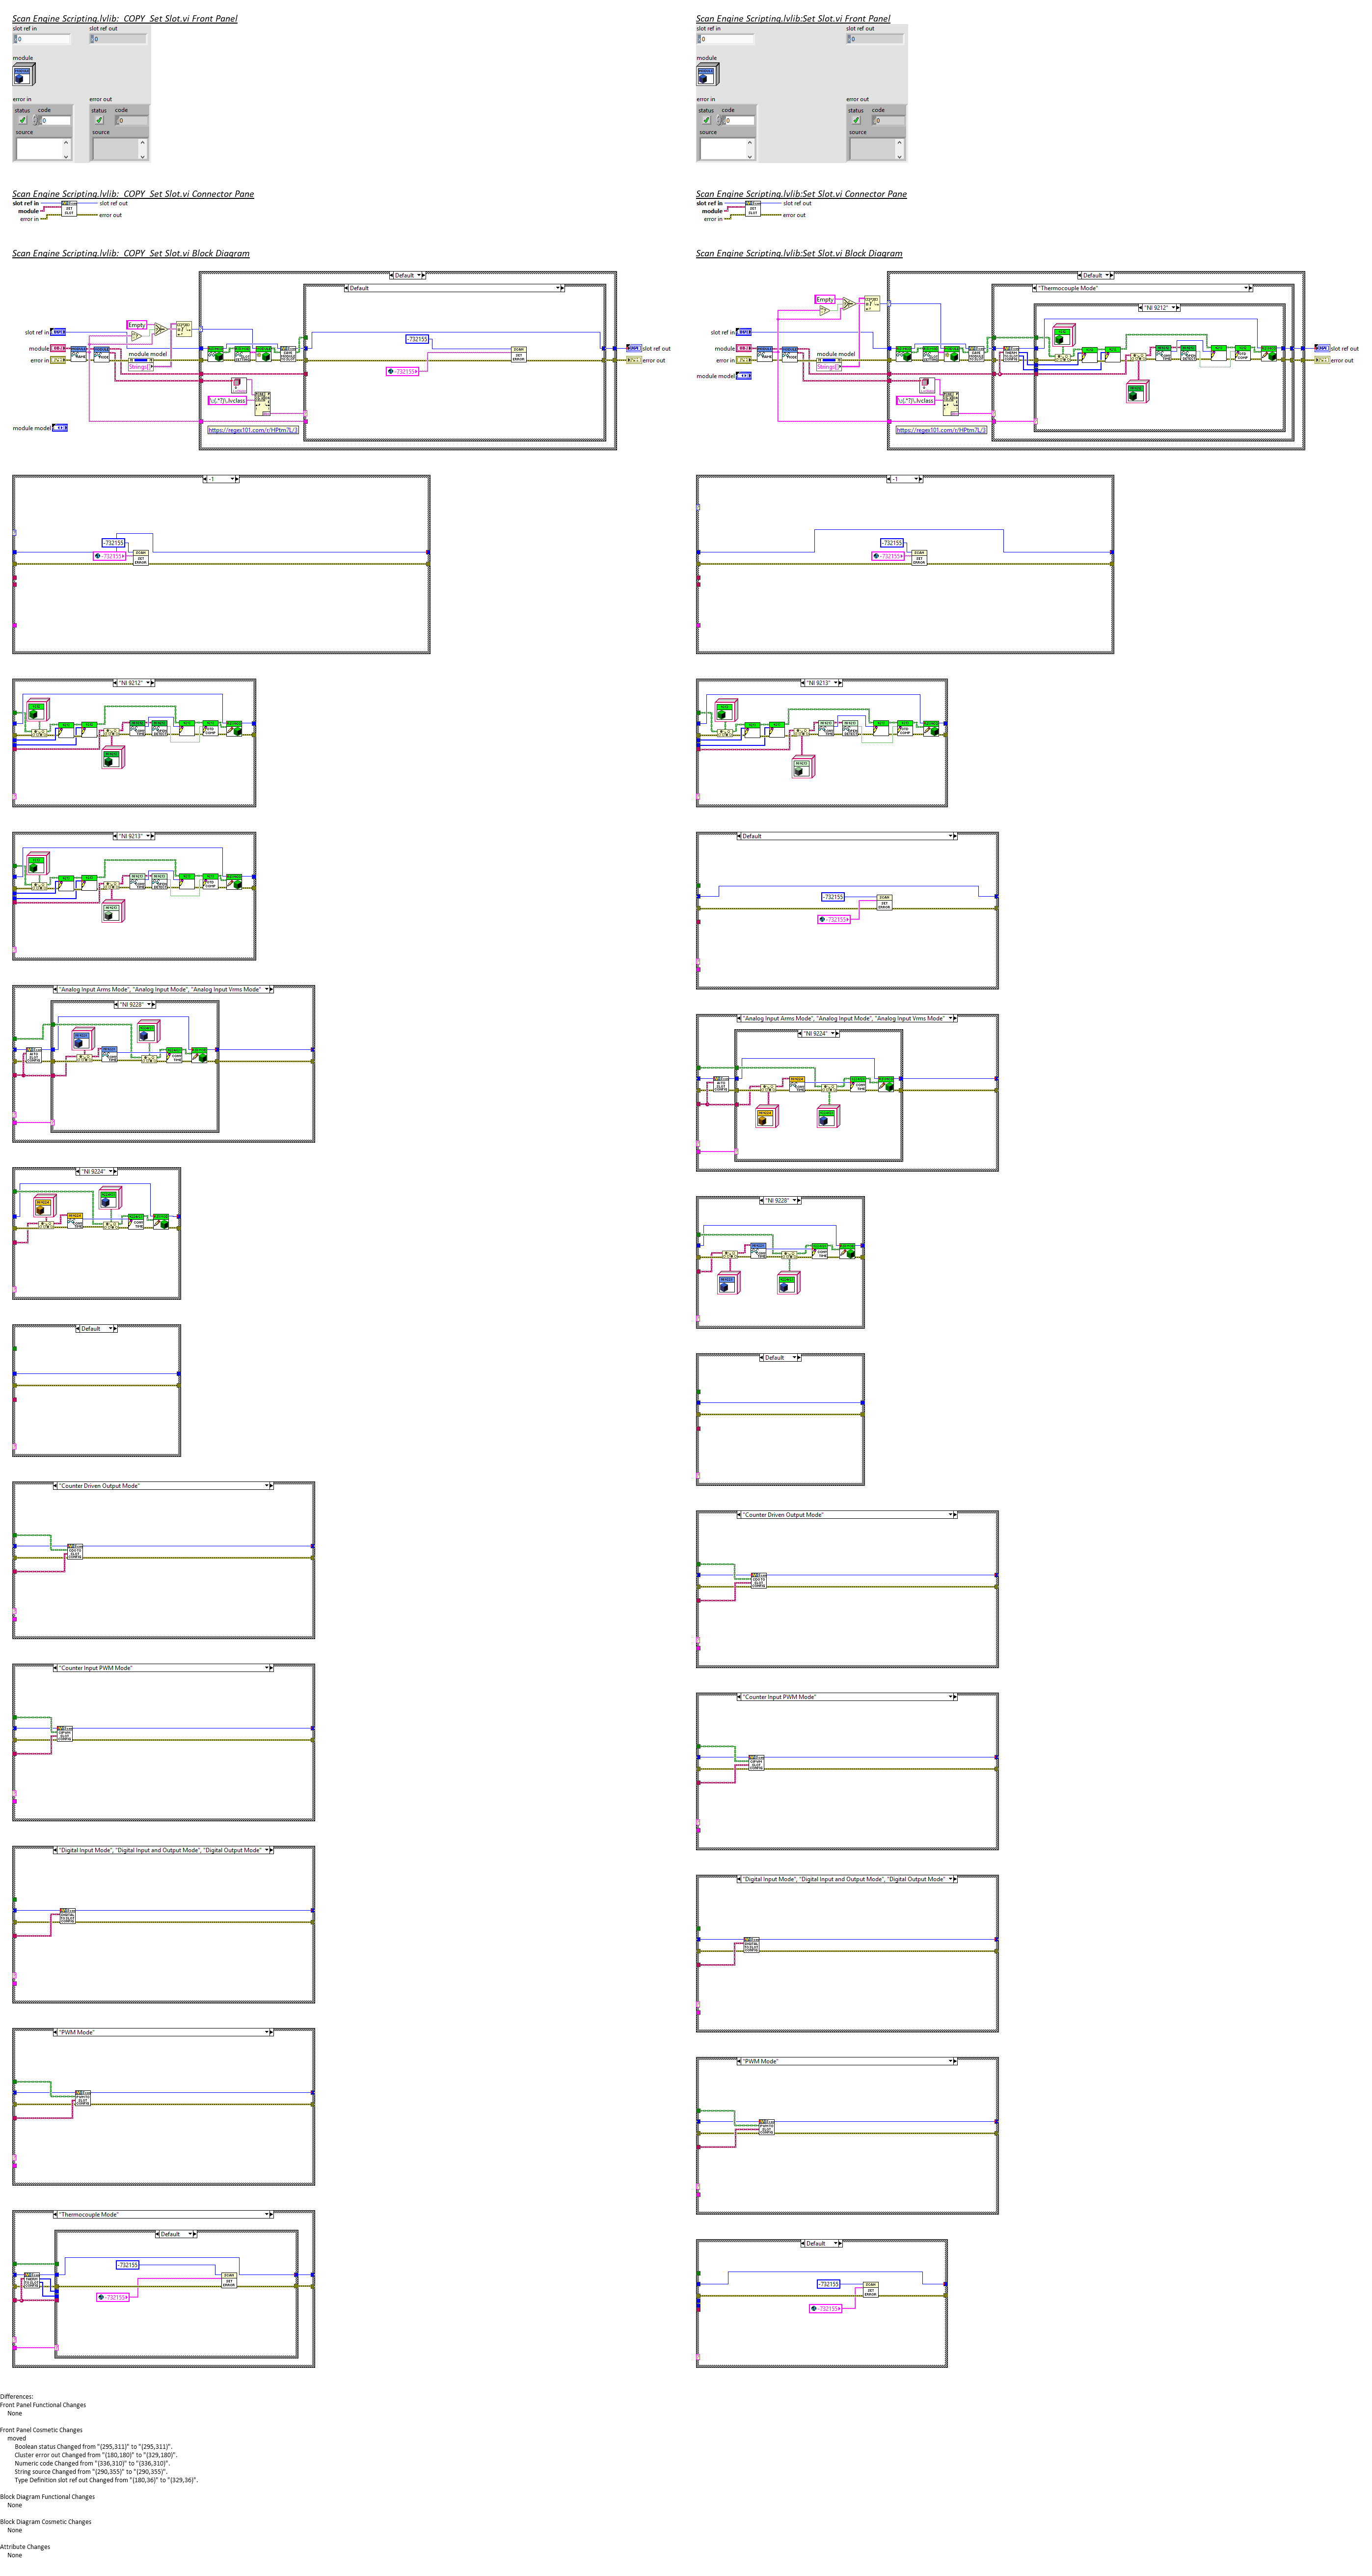 Scan Engine Scripting.lvlib:_COPY_Set Slot.vi Front Panel
slot ref in
slot ref out
0
0
module
error in
error out
status
code
status
code
0
0
source
source
Scan Engine Scripting.lvlib:Set Slot.vi Front Panel
slot ref in
slot ref out
0
0
module
error in
error out
status
code
status
code
0
0
source
source
Scan Engine Scripting.lvlib:_COPY_Set Slot.vi Connector Pane
slot ref in
slot ref out
module
error in
error out
SET
SLOT
Scan Engine Scripting.lvlib:Set Slot.vi Connector Pane
slot ref in
slot ref out
module
error in
error out
SET
SLOT
Scan Engine Scripting.lvlib:_COPY_Set Slot.vi Block Diagram
Default
Default
Empty
slot ref in
module
error in
module model
Strings[]
-732155
-732155
slot ref out
error out
https://regex101.com/r/HPtm7L/3
module model
Scan Engine Scripting.lvlib:Set Slot.vi Block Diagram
Default
"Thermocouple Mode"
"NI 9212"
Empty
slot ref in
module
error in
module model
module model
Strings[]
slot ref out
error out
https://regex101.com/r/HPtm7L/3
-1
-732155
-732155
SET
ERROR
-1
-732155
-732155
SET
ERROR
"NI 9212"
"NI 9213"
"NI 9213"
Default
-732155
-732155
SET
ERROR
"Analog Input Arms Mode", "Analog Input Mode", "Analog Input Vrms Mode"
"NI 9228"
"Analog Input Arms Mode", "Analog Input Mode", "Analog Input Vrms Mode"
"NI 9224"
"NI 9224"
"NI 9228"
Default
Default
"Counter Driven Output Mode"
"Counter Driven Output Mode"
"Counter Input PWM Mode"
"Counter Input PWM Mode"
"Digital Input Mode", "Digital Input and Output Mode", "Digital Output Mode"
"Digital Input Mode", "Digital Input and Output Mode", "Digital Output Mode"
"PWM Mode"
"PWM Mode"
"Thermocouple Mode"
Default
-732155
-732155
SET
ERROR
Default
-732155
-732155
SET
ERROR
Differences:
Front Panel Functional Changes
None
Front Panel Cosmetic Changes
moved
Boolean status Changed from "(295,311)" to "(295,311)".
Cluster error out Changed from "(180,180)" to "(329,180)".
Numeric code Changed from "(336,310)" to "(336,310)".
String source Changed from "(290,355)" to "(290,355)".
Type Definition slot ref out Changed from "(180,36)" to "(329,36)".
Block Diagram Functional Changes
None
Block Diagram Cosmetic Changes
None
Attribute Changes
None